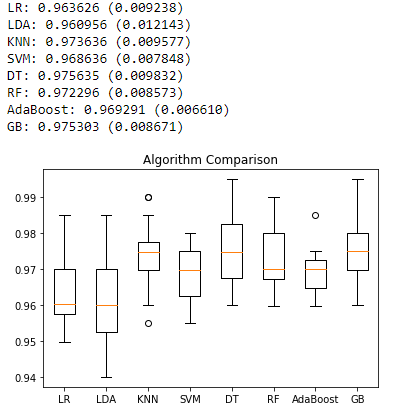 LR: 0.963626 (0.009238)
LDA: 0.960956 (0.012143)
KNN: 0.973636 (0.009577)
SVM: 0.968636 (0.007848)
DT: 0.975635 (0.009832)
RF: 0.972296 (0.008573)
AdaBoost: 0.969291 (0.006610)
GB: 0.975303 (0.008671)
Algorithm Comparison
0.99
0.98
0.97
0.96
0.95
0.94
LR LDA KNN SVM DT RF AdaBoost GB